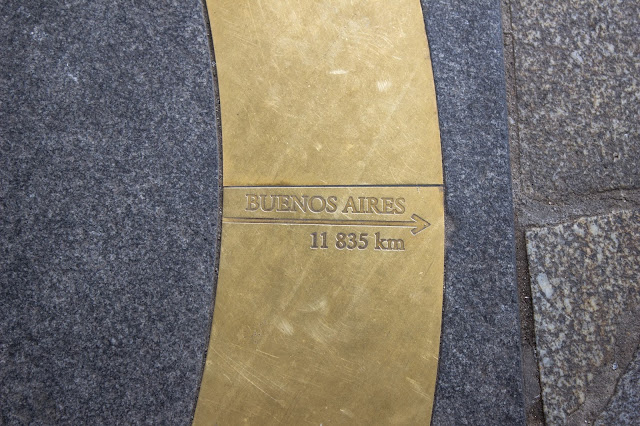 BUENOS AIRES
11 835 km